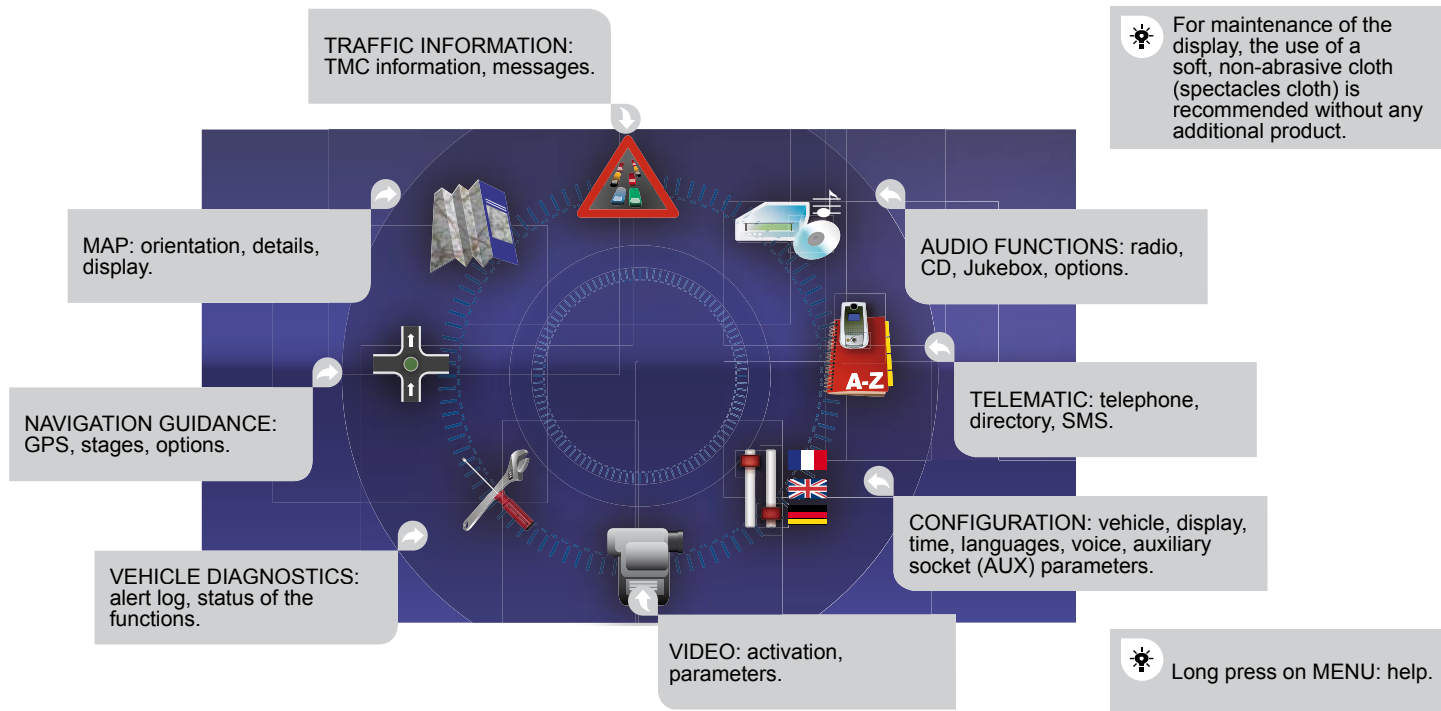 TRAFFIC INFORMATION:
TMC information, messages.
For maintenance of the
display, the use of a
soft, non-abrasive cloth
(spectacles cloth) is
recommended without any
additional product.
MAP: orientation, details,
display.
AUDIO FUNCTIONS: radio,
CD, Jukebox, options.
A-Z
NAVIGATION GUIDANCE:
GPS, stages, options.
TELEMATIC: telephone,
directory, SMS.
CONFIGURATION: vehicle, display,
time, languages, voice, auxiliary
socket (AUX) parameters.
VEHICLE DIAGNOSTICS:
alert log, status of the
functions.
VIDEO: activation,
parameters.
Long press on MENU: help.